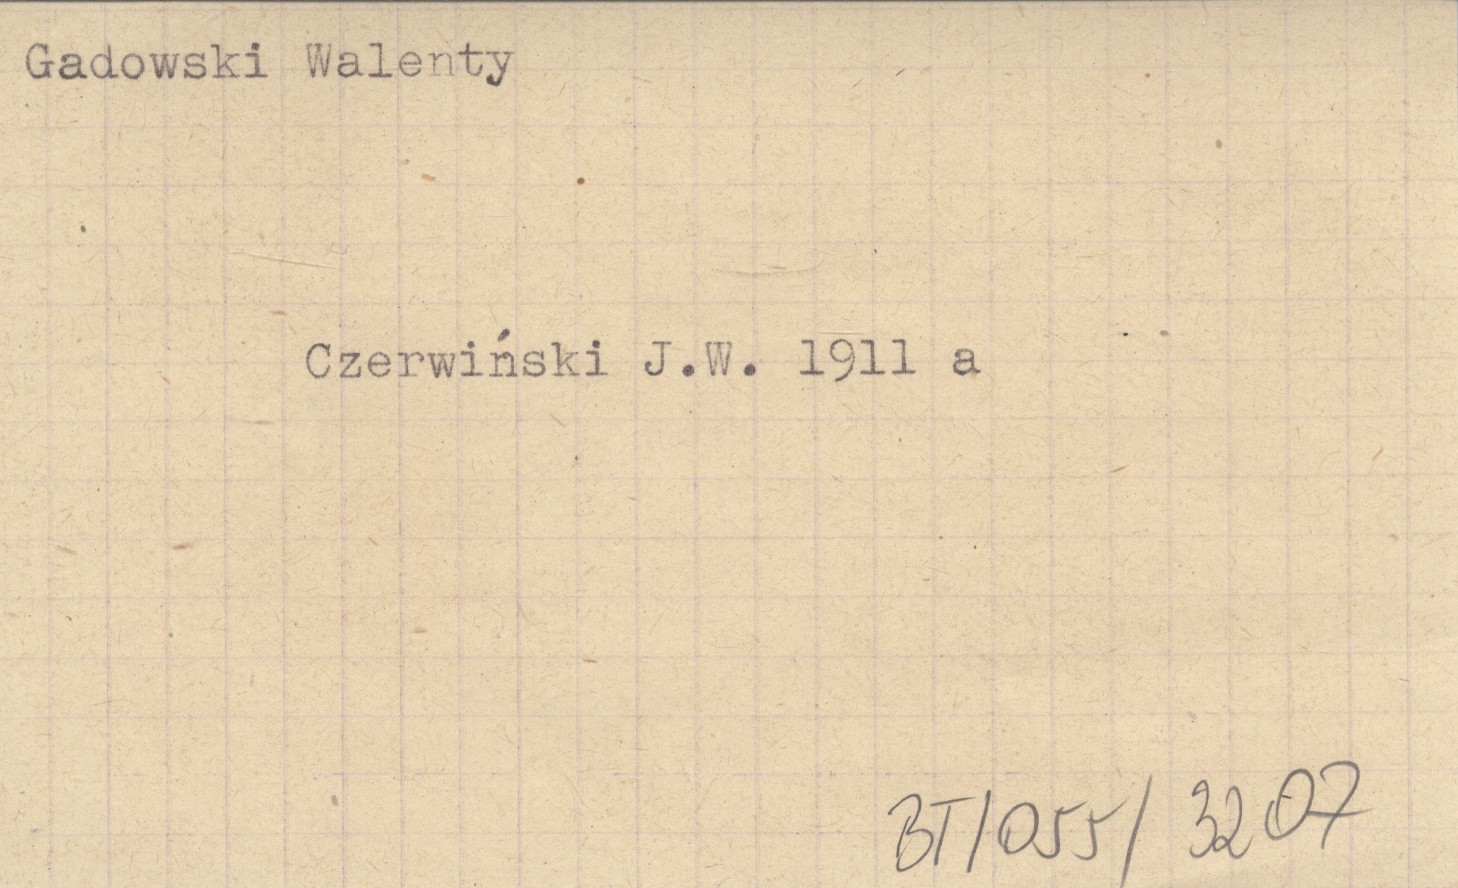 Gadowski Walenty
Czerwiński J.W. 1911 a
BT/055/3207